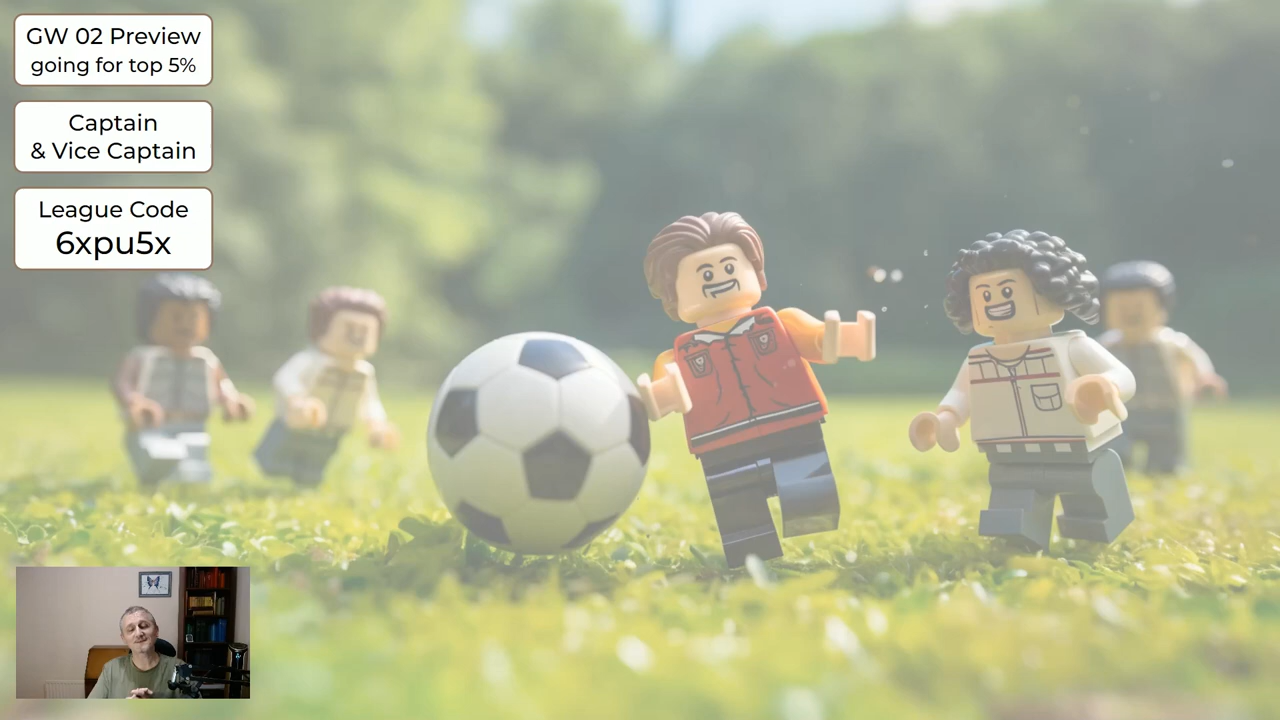 GW 02 Preview
going for top 5%
Captain
& Vice Captain
League Code
6xpu5x